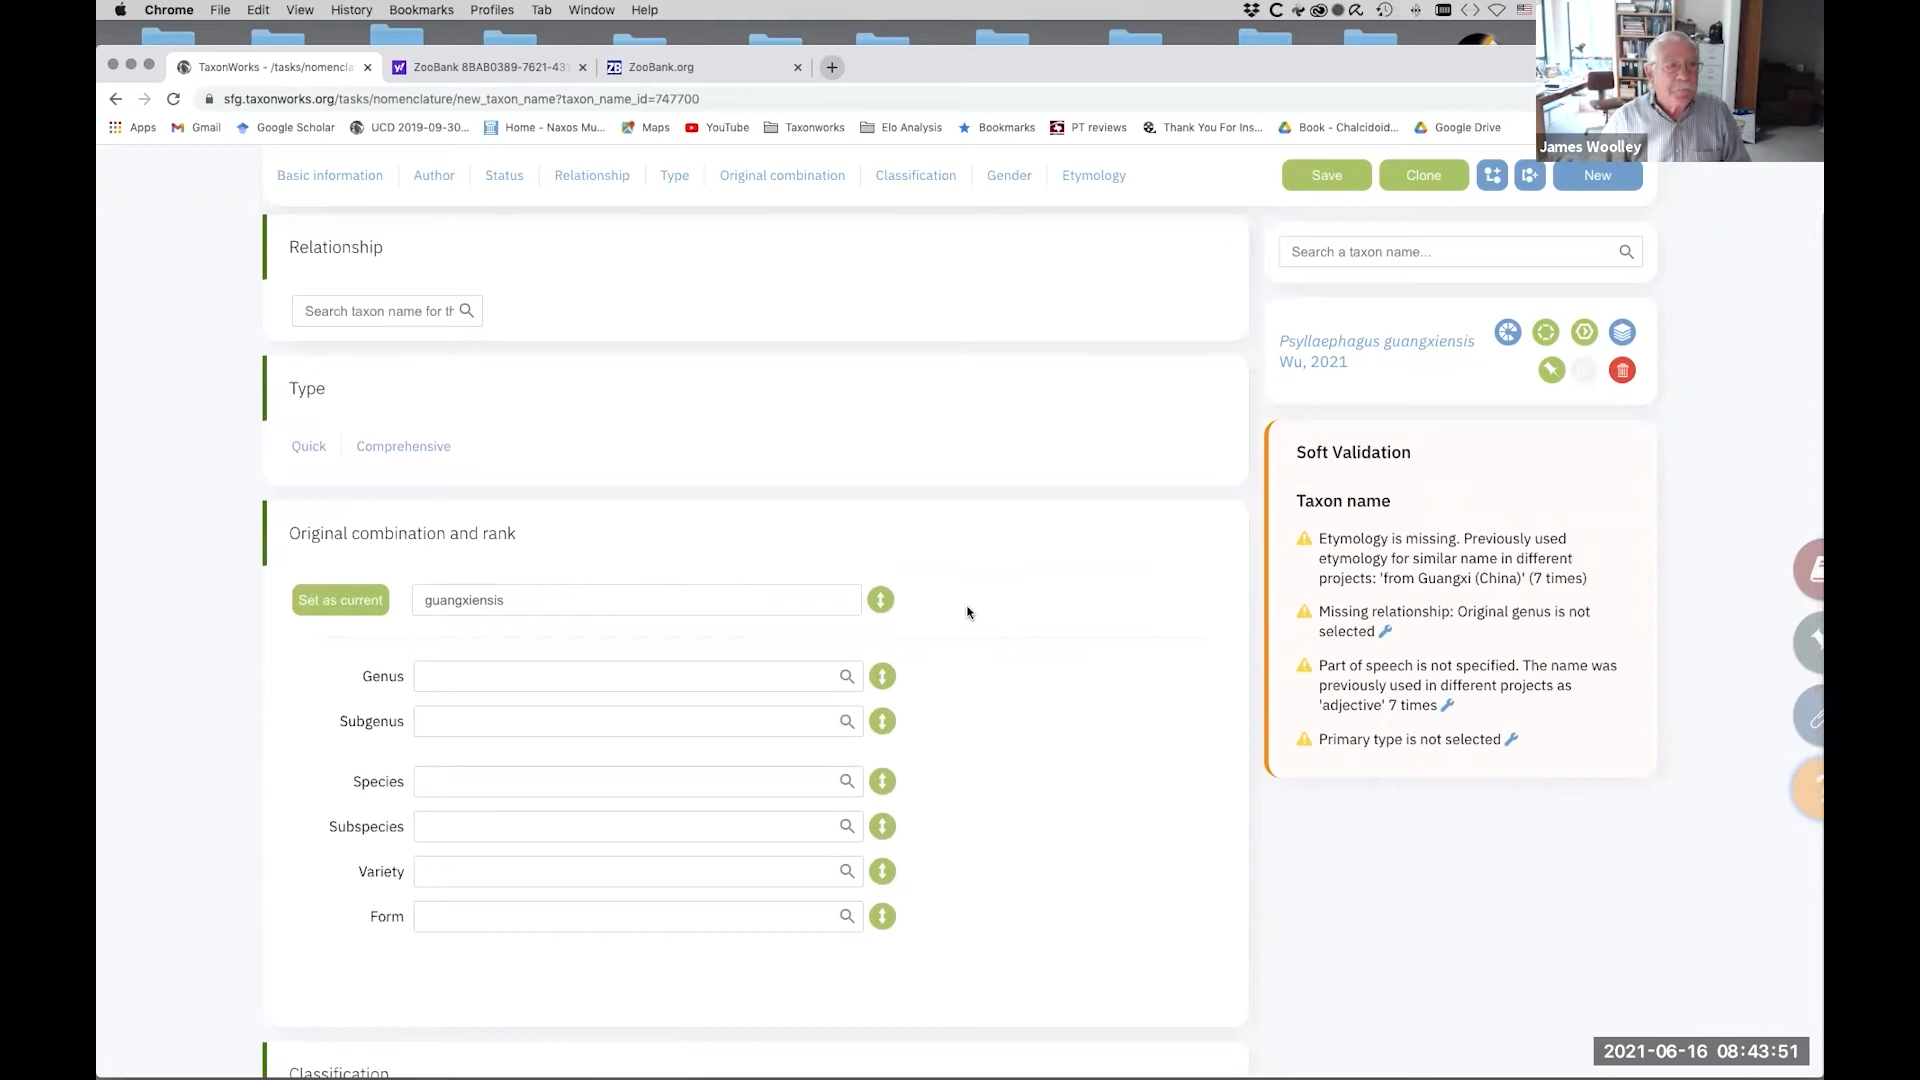 Chrome File Edit View History Bookmarks Profiles Tab Window Help
TaxonWorks - /tasks/nomencla
ZooBank 8BAB0389-7621-431
ZooBank.org
sfg.taxonworks.org/tasks/nomenclature/new_taxon_name?taxon_name_id=747700
Apps Gmail Google Scholar UCD 2019-09-30... Home - Naxos Mu... Maps YouTube Taxonworks Elo Analysis Bookmarks PT reviews Thank You For Ins... Book - Chalcidoid... Google Drive
James Woolley
Basic information Author Status Relationship Type Original combination Classification Gender Etymology
Save Clone New
Relationship
Search taxon name for th
Type
Quick Comprehensive
Original combination and rank
Set as current guangxiensis
Genus
Subgenus
Species
Subspecies
Variety
Form
Classification
Search a taxon name...
Psyllaephagus guangxiensis
Wu, 2021
Soft Validation
Taxon name
Etymology is missing. Previously used
etymology for similar name in different
projects: 'from Guangxi (China)' (7 times)
Missing relationship: Original genus is not
selected
Part of speech is not specified. The name was
previously used in different projects as
'adjective' 7 times
Primary type is not selected
2021-06-16 08:43:51